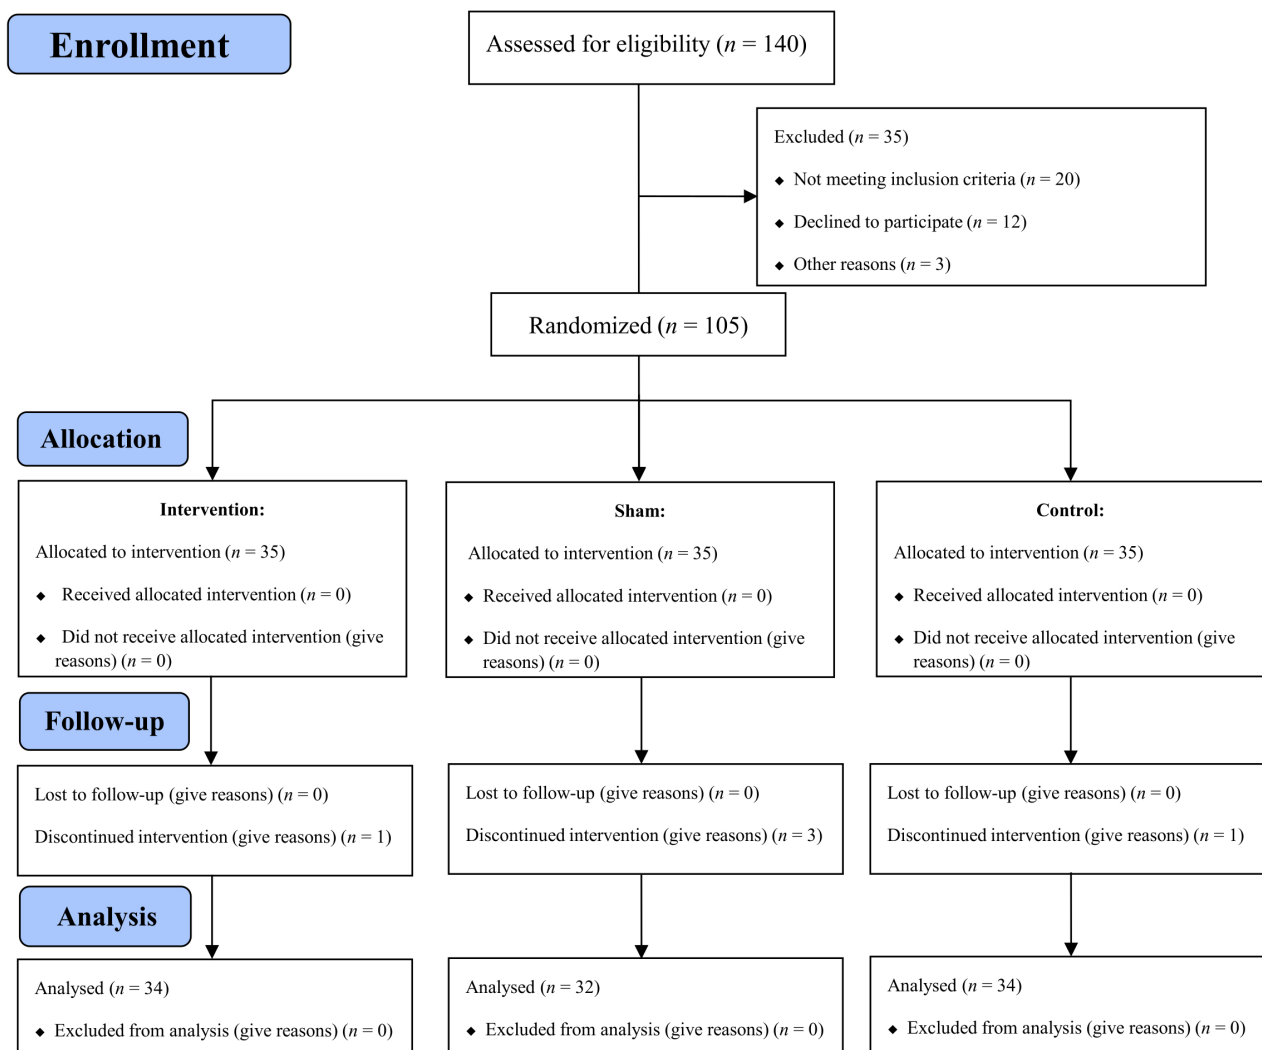 Enrollment
Assessed for eligibility (n = 140)
Excluded (n = 35)
◆ Not meeting inclusion criteria (n = 20)
◆ Declined to participate (n = 12)
◆ Other reasons (n = 3)
Randomized (n = 105)
Allocation
Intervention:
Allocated to intervention (n = 35)
◆ Received allocated intervention (n = 0)
◆ Did not receive allocated intervention (give
reasons) (n = 0)
Sham:
Allocated to intervention (n = 35)
◆ Received allocated intervention (n = 0)
◆ Did not receive allocated intervention (give
reasons) (n = 0)
Control:
Allocated to intervention (n = 35)
◆ Received allocated intervention (n = 0)
◆ Did not receive allocated intervention (give
reasons) (n = 0)
Follow-up
Lost to follow-up (give reasons) (n = 0)
Discontinued intervention (give reasons) (n = 1)
Lost to follow-up (give reasons) (n = 0)
Discontinued intervention (give reasons) (n = 3)
Lost to follow-up (give reasons) (n = 0)
Discontinued intervention (give reasons) (n = 1)
Analysis
Analysed (n = 34)
◆ Excluded from analysis (give reasons) (n = 0)
Analysed (n = 32)
◆ Excluded from analysis (give reasons) (n = 0)
Analysed (n = 34)
◆ Excluded from analysis (give reasons) (n = 0)